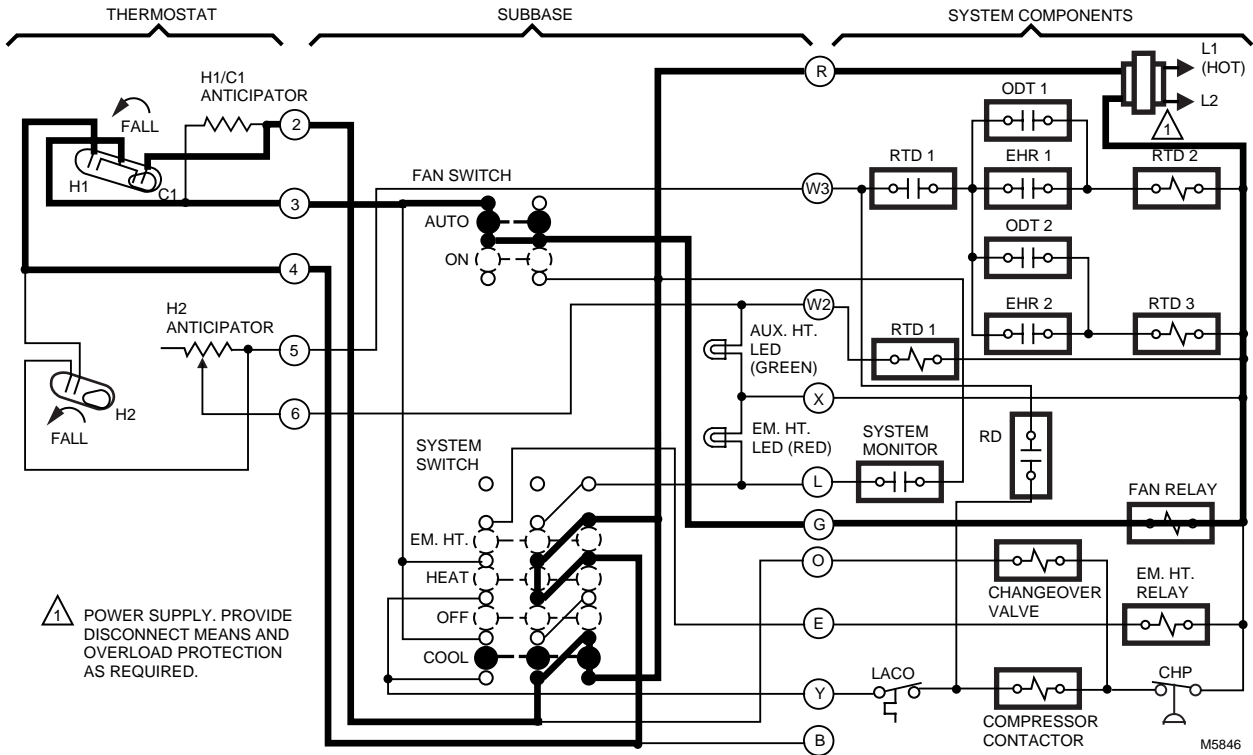 THERMOSTAT
SUBBASE
SYSTEM COMPONENTS
L1
(HOT)
L2
1
R
H1/C1
ANTICIPATOR
FALL
2
H1
C1
3
4
H2
ANTICIPATOR
5
6
H2
FALL
FAN SWITCH
AUTO
ON
W3
RTD 1
ODT 1
EHR 1
RTD 2
ODT 2
EHR 2
RTD 3
W2
RTD 1
AUX. HT.
LED
(GREEN)
X
EM. HT.
LED (RED)
SYSTEM
MONITOR
L
RD
FAN RELAY
G
SYSTEM
SWITCH
EM. HT.
HEAT
OFF
COOL
O
CHANGEOVER
VALVE
EM. HT.
RELAY
E
LACO
Y
CHP
COMPRESSOR
CONTACTOR
B
1 POWER SUPPLY. PROVIDE
DISCONNECT MEANS AND
OVERLOAD PROTECTION
AS REQUIRED.
M5846